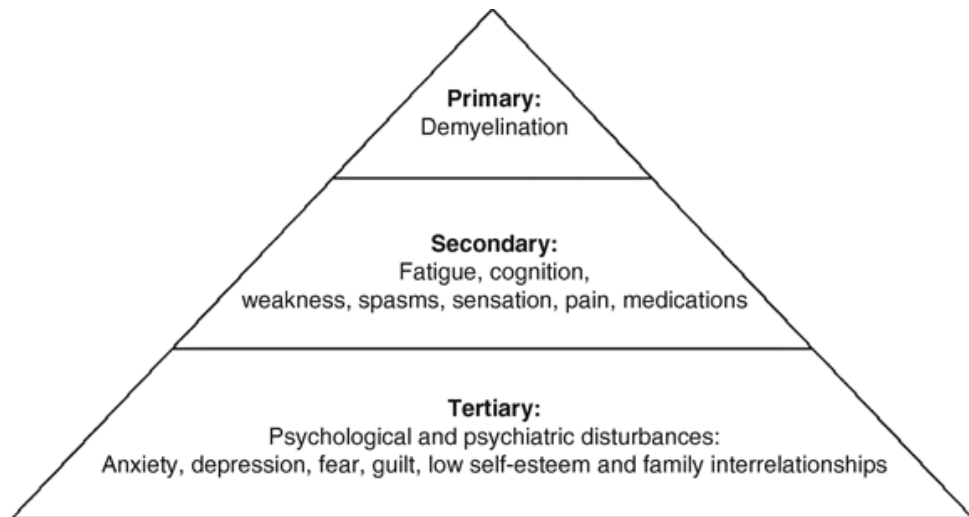 Primary:
Demyelination
Secondary:
Fatigue, cognition,
weakness, spasms, sensation, pain, medications
Tertiary:
Psychological and psychiatric disturbances:
Anxiety, depression, fear, guilt, low self-esteem and family interrelationships